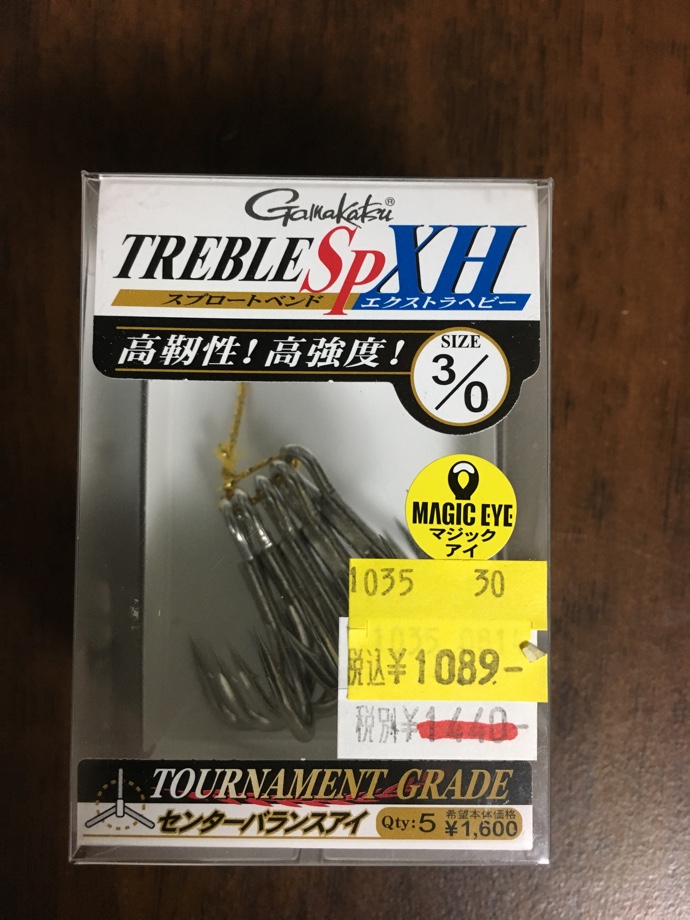 Gamakatsu®
TREBLE Sp XH
スプロートベンド エクストラヘビー
高靭性！高強度！
SIZE
3/0
MAGIC EYE
マジック
アイ
1035 30
税込¥1089-
税別¥1440-
TOURNAMENT GRADE
センターバランスアイ
Qty:5
希望本体価格
¥1,600